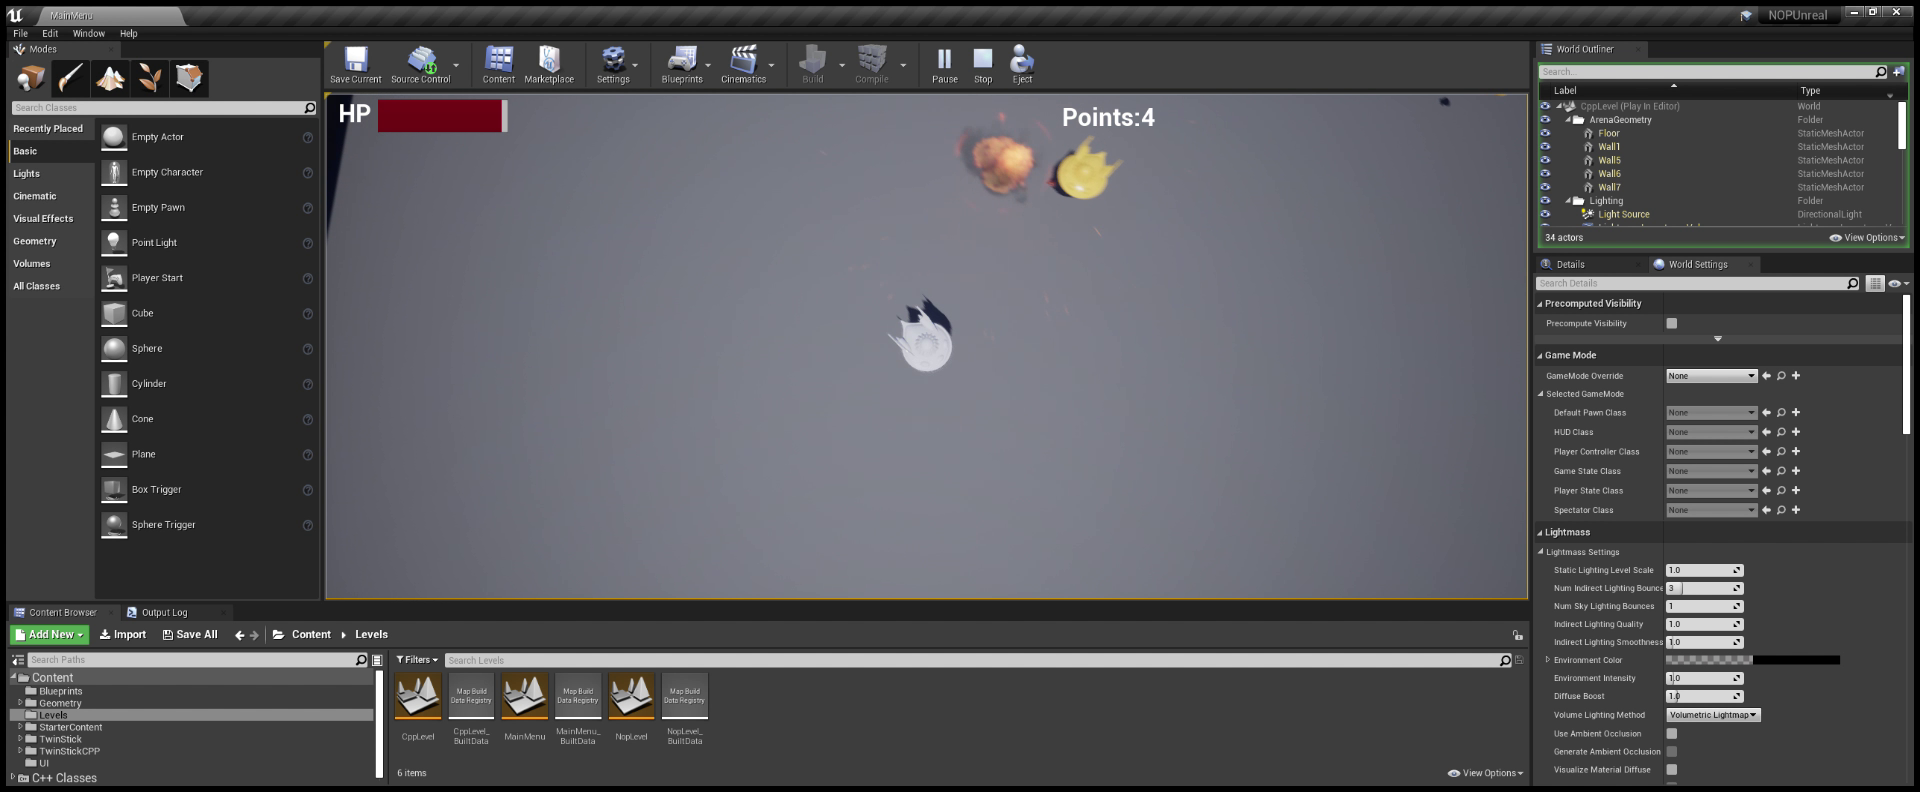 MainMenu
NOPUnreal
File Edit Window Help
Modes
Search Classes
Recently Placed
Basic
Lights
Cinematic
Visual Effects
Geometry
Volumes
All Classes
Empty Actor
Empty Character
Empty Pawn
Point Light
Player Start
Cube
Sphere
Cylinder
Cone
Plane
Box Trigger
Sphere Trigger
Save Current Source Control Content Marketplace Settings Blueprints Cinematics Build Compile Pause Stop Eject
HP
Points:4
World Outliner
Search...
Label Type
CppLevel (Play In Editor) World
ArenaGeometry Folder
Floor StaticMeshActor
Wall1 StaticMeshActor
Wall5 StaticMeshActor
Wall6 StaticMeshActor
Wall7 StaticMeshActor
Lighting Folder
Light Source DirectionalLight
34 actors View Options
Details World Settings
Search Details
Precomputed Visibility
Precompute Visibility
Game Mode
GameMode Override None
Selected GameMode
Default Pawn Class None
HUD Class None
Player Controller Class None
Game State Class None
Player State Class None
Spectator Class None
Lightmass
Lightmass Settings
Static Lighting Level Scale 1.0
Num Indirect Lighting Bounce 3
Num Sky Lighting Bounces 1
Indirect Lighting Quality 1.0
Indirect Lighting Smoothness 1.0
Environment Color
Environment Intensity 1.0
Diffuse Boost 1.0
Volume Lighting Method Volumetric Lightmap
Use Ambient Occlusion
Generate Ambient Occlusion
Visualize Material Diffuse
Content Browser Output Log
Add New Import Save All Content Levels
Search Paths
Content
Blueprints
Geometry
Levels
StarterContent
TwinStick
TwinStickCPP
UI
C++ Classes
Filters Search Levels
Map Build
Data Registry
Map Build
Data Registry
Map Build
Data Registry
CppLevel
CppLevel_
BuiltData
MainMenu
MainMenu_
BuiltData
NopLevel
NopLevel_
BuiltData
6 items View Options